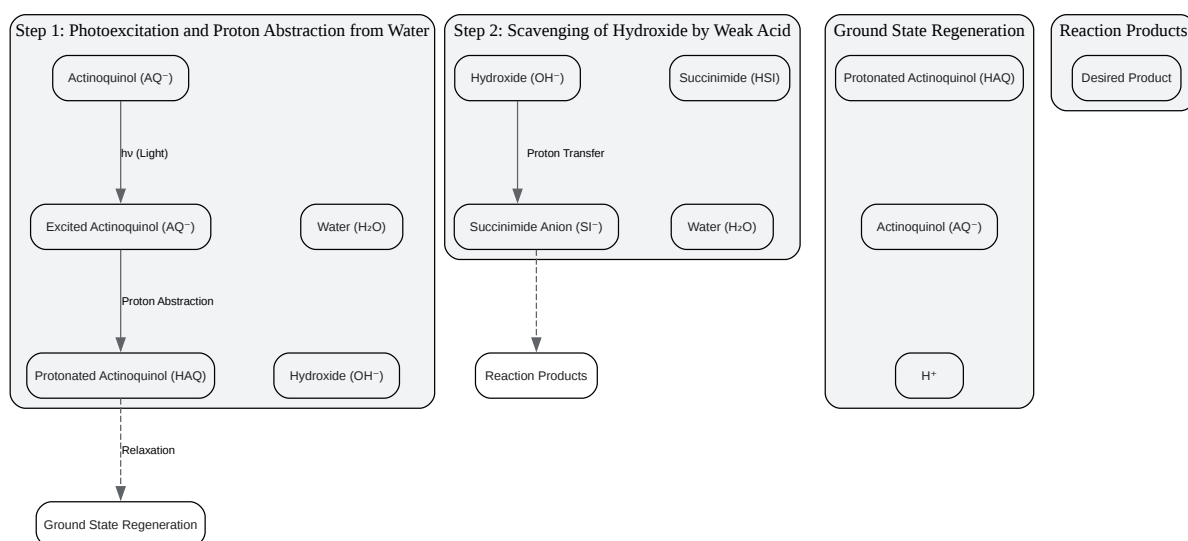 Step 1: Photoexcitation and Proton Abstraction from Water
Actinoquinol (AQ⁻)
hν (Light)
Excited Actinoquinol (AQ⁻)
Water (H₂O)
Proton Abstraction
Protonated Actinoquinol (HAQ)
Hydroxide (OH⁻)
Relaxation
Ground State Regeneration
Step 2: Scavenging of Hydroxide by Weak Acid
Hydroxide (OH⁻)
Succinimide (HSI)
Proton Transfer
Succinimide Anion (SI⁻)
Water (H₂O)
Reaction Products
Ground State Regeneration
Protonated Actinoquinol (HAQ)
Actinoquinol (AQ⁻)
H⁺
Reaction Products
Desired Product